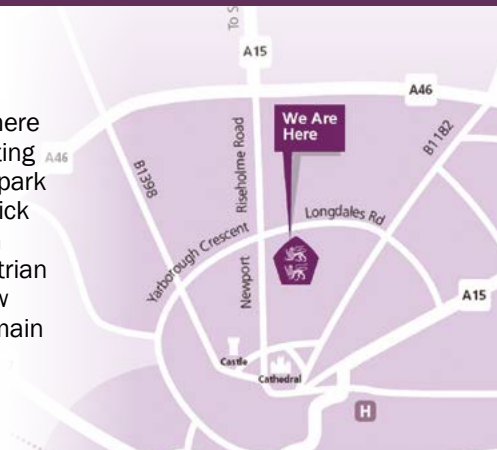 here
ting
park
ick
trian
w
main
To S
A15
A46
We Are
Here
A46
B1398
Riseholme Road
B1182
Yarborough Crescent
Longdales Rd
Newport
A15
Castle
Cathedral
H